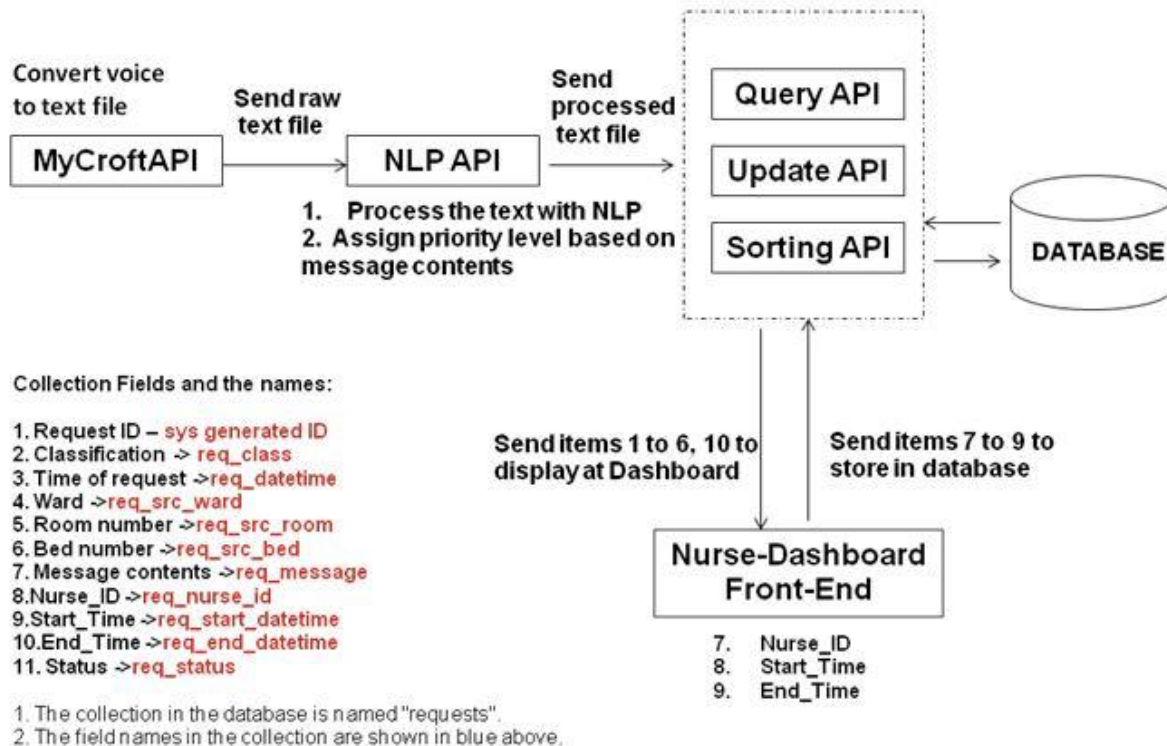 Convert voice
to text file
MyCroftAPI
Send raw
text file
NLP API
1. Process the text with NLP
2. Assign priority level based on
message contents
Send
processed
text file
Query API
Update API
Sorting API
DATABASE
Send items 1 to 6, 10 to
display at Dashboard
Send items 7 to 9 to
store in database
Nurse-Dashboard
Front-End
7. Nurse_ID
8. Start_Time
9. End_Time
Collection Fields and the names:
1. Request ID – sys generated ID
2. Classification -> req_class
3. Time of request ->req_datetime
4. Ward ->req_src_ward
5. Room number ->req_src_room
6. Bed number ->req_src_bed
7. Message contents ->req_message
8.Nurse_ID ->req_nurse_id
9.Start_Time ->req_start_datetime
10.End_Time ->req_end_datetime
11. Status ->req_status
1. The collection in the database is named "requests".
2. The field names in the collection are shown in blue above.